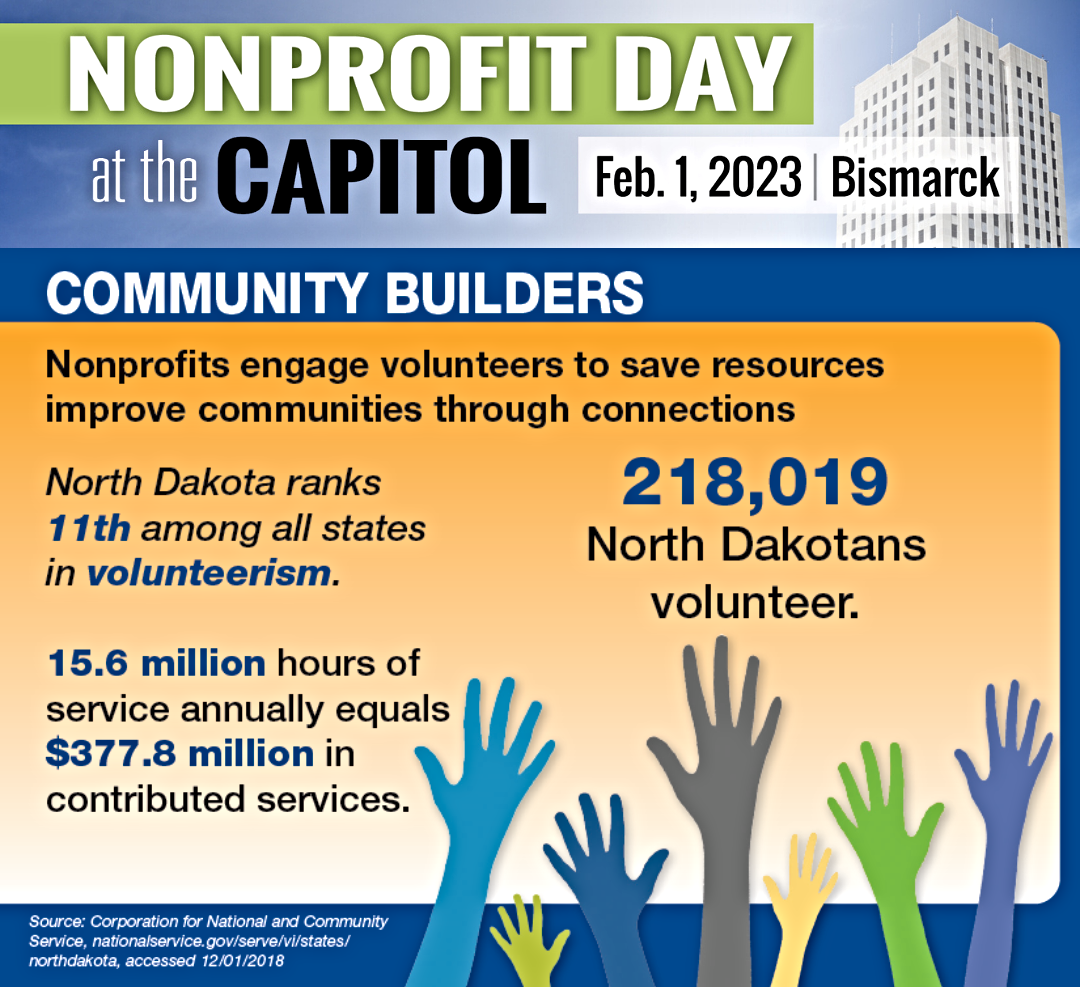 NONPROFIT DAY
at the CAPITOL
Feb. 1, 2023 | Bismarck
COMMUNITY BUILDERS
Nonprofits engage volunteers to save resources
improve communities through connections
North Dakota ranks
11th among all states
in volunteerism.
218,019
North Dakotans
volunteer.
15.6 million hours of
service annually equals
$377.8 million in
contributed services.
Source: Corporation for National and Community
Service, nationalservice.gov/serve/vi/states/
northdakota, accessed 12/01/2018